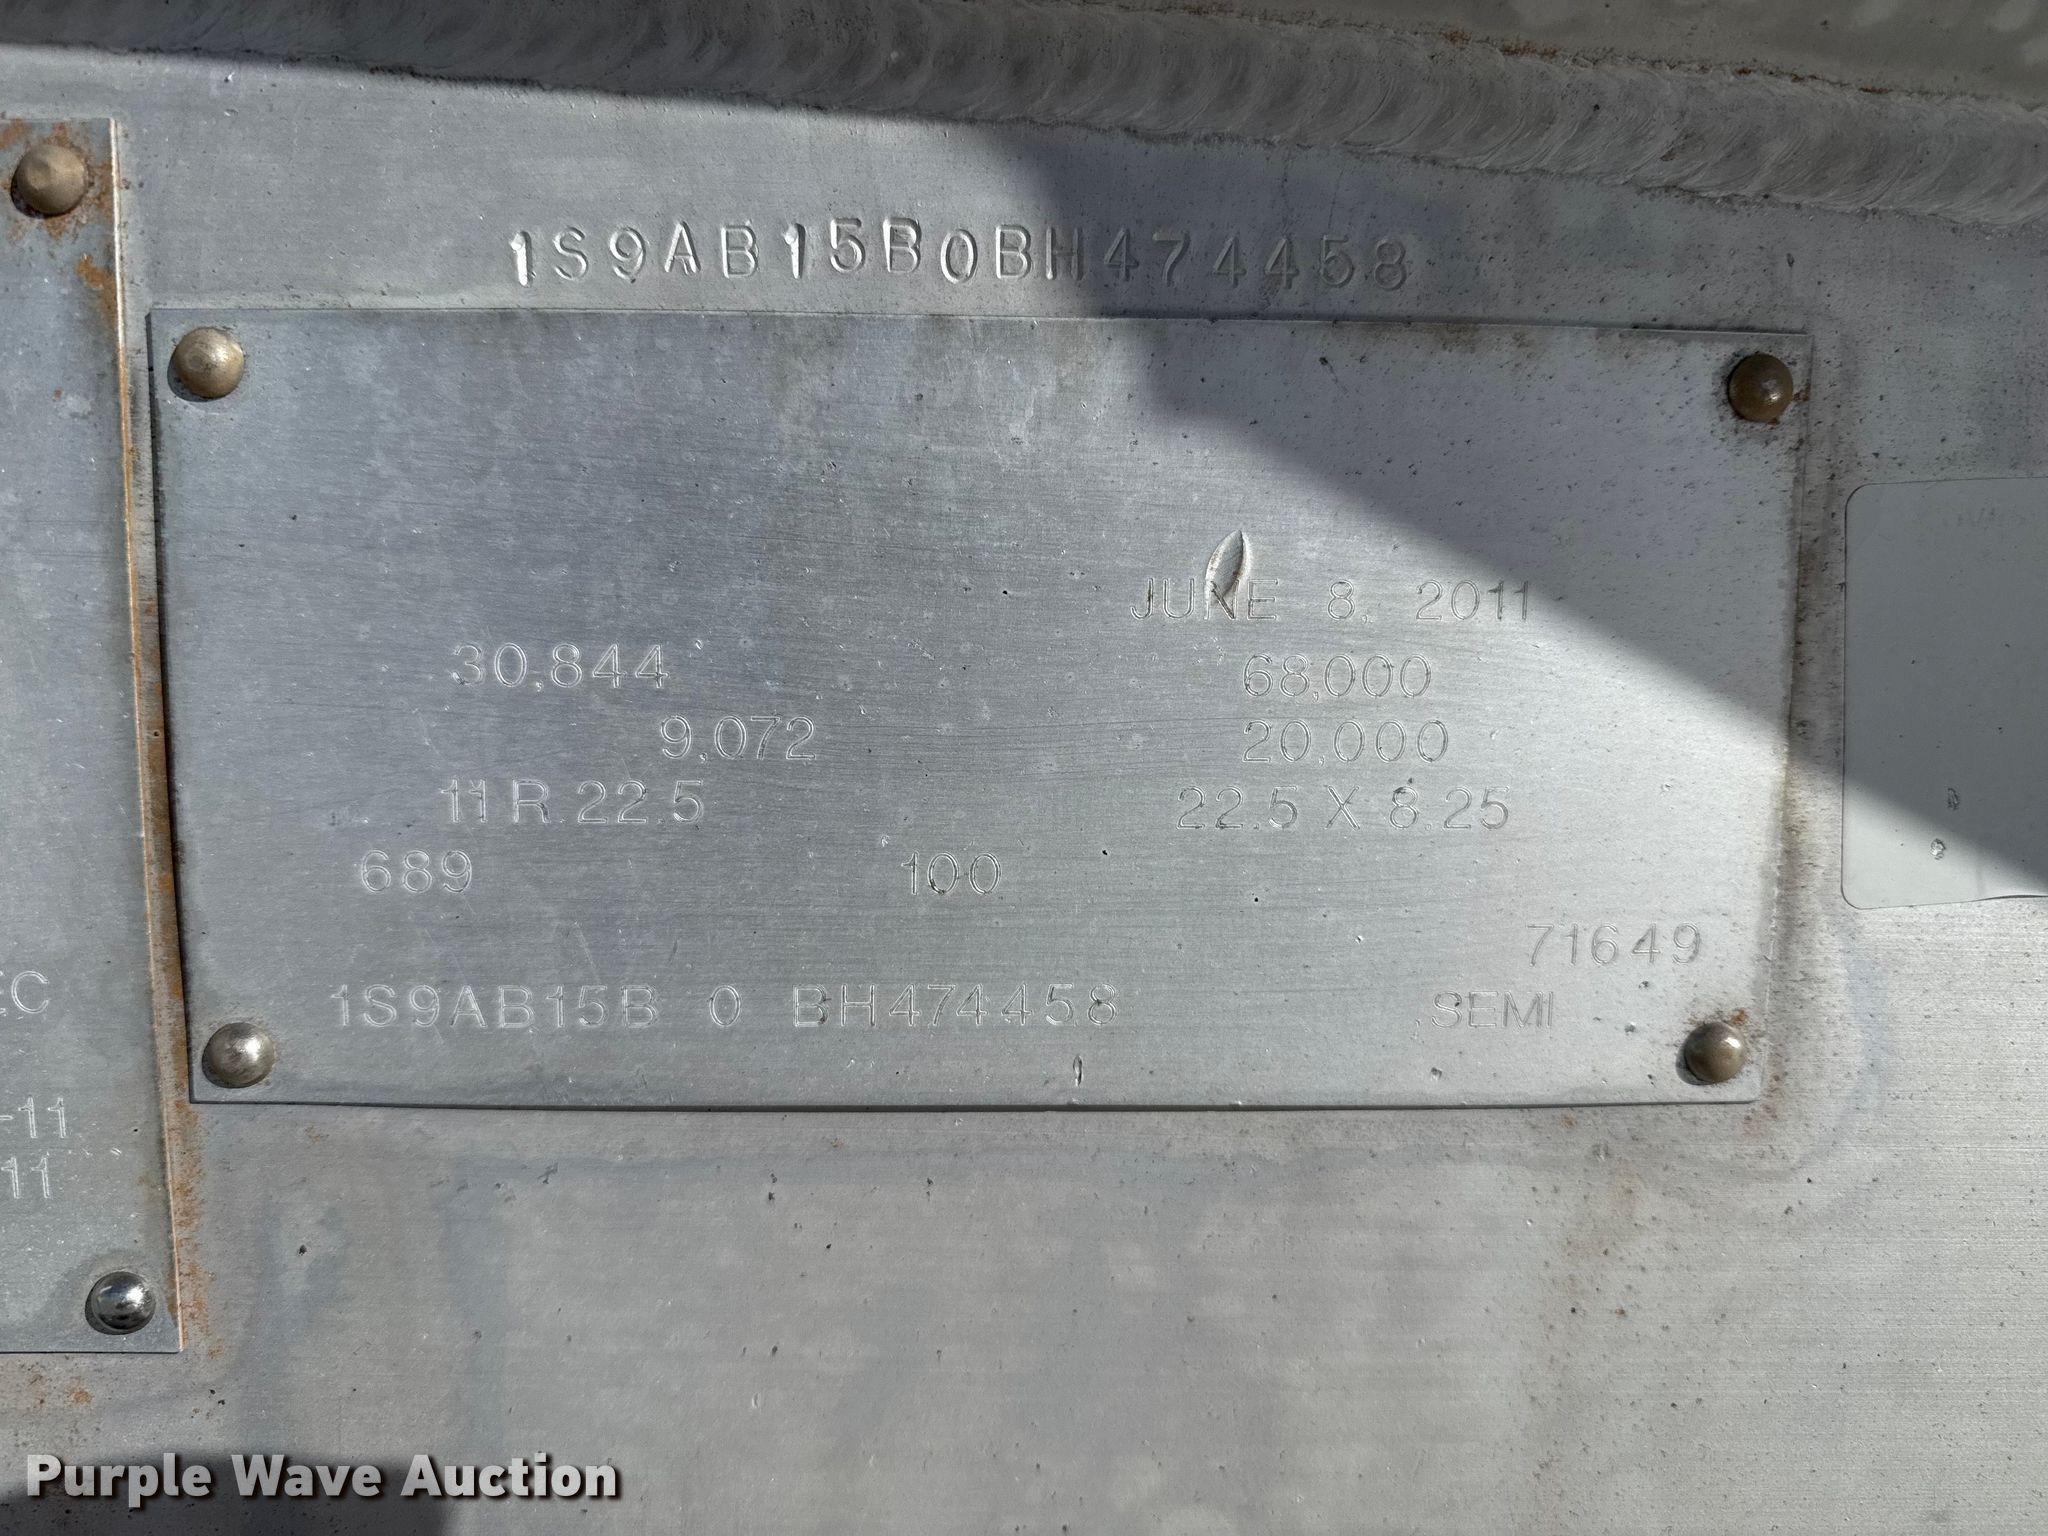 1S9AB15B0BH474458
JUNE 8, 2011
30,844 68,000
9,072 20,000
11 R 22.5 22.5 X 8.25
689 100
71649
1S9AB15B 0 BH474458 SEMI
EC
-11
11
Purple Wave Auction